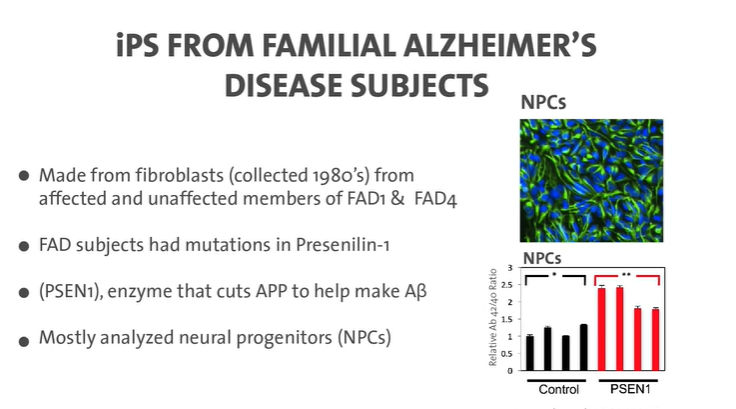 iPS FROM FAMILIAL ALZHEIMER’S
DISEASE SUBJECTS
NPCs
● Made from fibroblasts (collected 1980’s) from
affected and unaffected members of FAD1 & FAD4
● FAD subjects had mutations in Presenilin-1
● (PSEN1), enzyme that cuts APP to help make Aβ
● Mostly analyzed neural progenitors (NPCs)
NPCs
Relative Ab 42/40 Ratio
3
2.5
2
1.5
1
0.5
0
*
**
Control
PSEN1